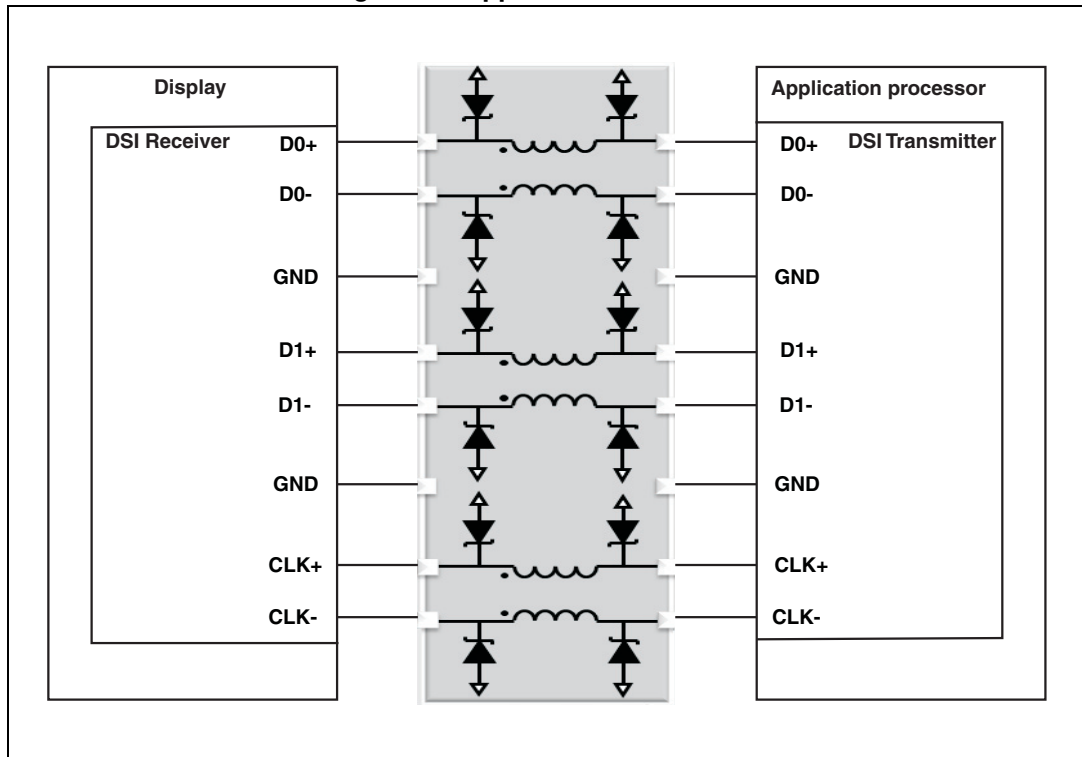 Display
Application processor
DSI Receiver
DSI Transmitter
D0+
D0+
D0-
D0-
GND
GND
D1+
D1+
D1-
D1-
GND
GND
CLK+
CLK+
CLK-
CLK-